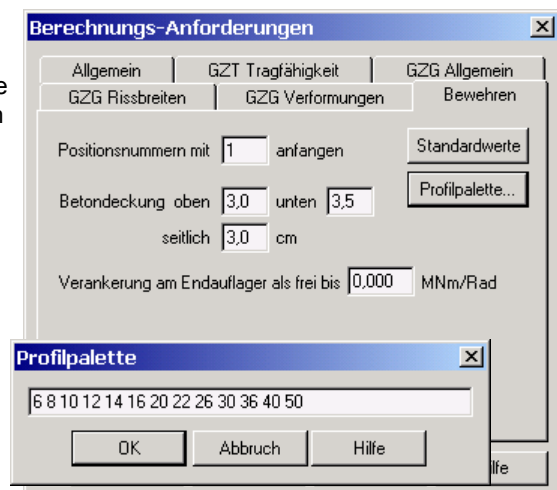 Berechnungs-Anforderungen
Allgemein GZT Tragfähigkeit GZG Allgemein
GZG Rissbreiten GZG Verformungen Bewehren
Positionsnummern mit 1 anfangen Standardwerte
Betondeckung oben 3,0 unten 3,5 Profilpalette...
seitlich 3,0 cm
Verankerung am Endauflager als frei bis 0,000 MNm/Rad
Profilpalette
6 8 10 12 14 16 20 22 26 30 36 40 50
OK Abbruch Hilfe